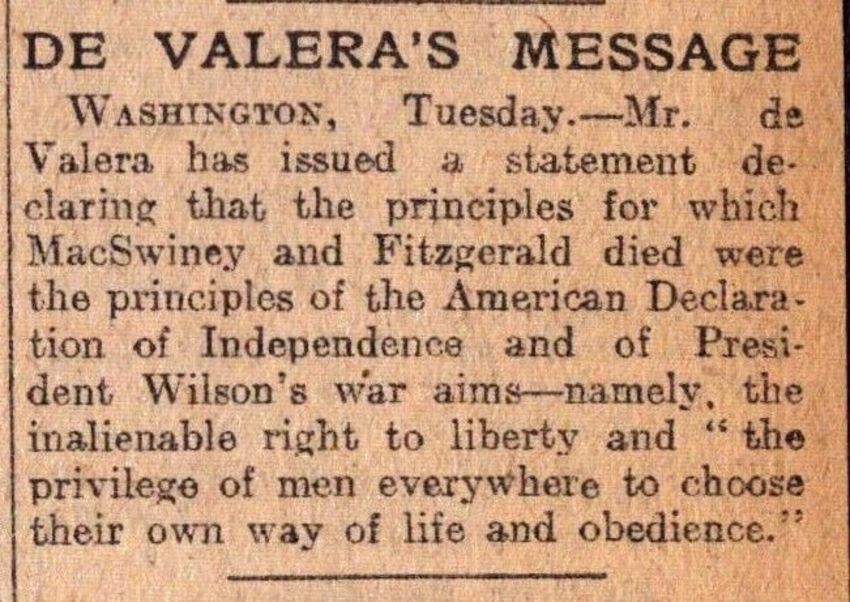 DE VALERA'S MESSAGE
WASHINGTON, Tuesday.—Mr. de
Valera has issued a statement de-
claring that the principles for which
MacSwiney and Fitzgerald died were
the principles of the American Declara-
tion of Independence and of Presi-
dent Wilson's war aims—namely, the
inalienable right to liberty and “the
privilege of men everywhere to choose
their own way of life and obedience.”